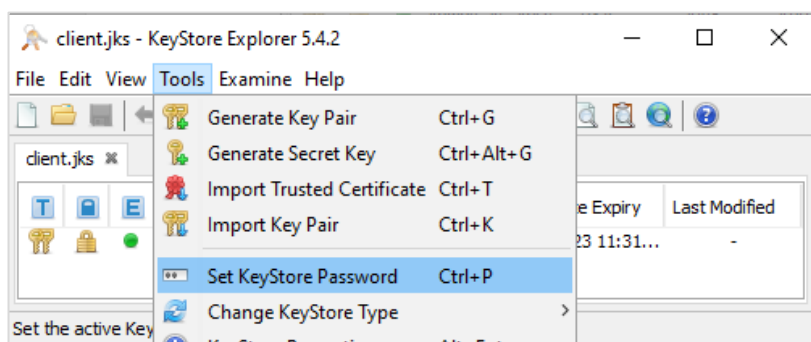 client.jks - KeyStore Explorer 5.4.2
File Edit View Tools Examine Help
Generate Key Pair Ctrl+G
client.jks Generate Secret Key Ctrl+Alt+G
Import Trusted Certificate Ctrl+T
T E e Expiry Last Modified
Import Key Pair Ctrl+K
23 11:31... -
Set KeyStore Password Ctrl+P
Change KeyStore Type
Set the active Key